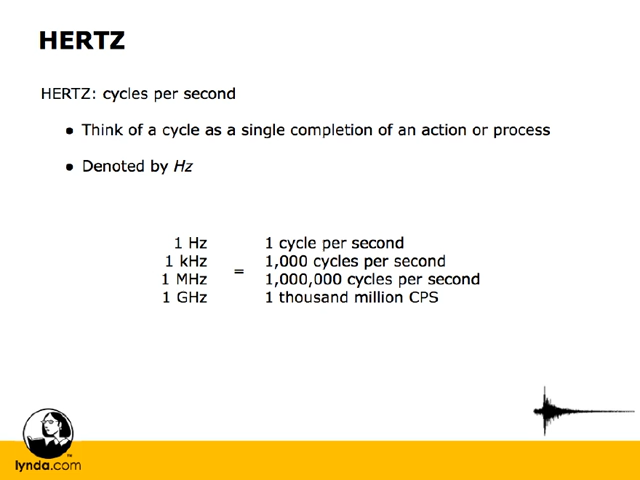 HERTZ
HERTZ: cycles per second
• Think of a cycle as a single completion of an action or process
• Denoted by Hz
1 Hz 1 cycle per second
1 kHz 1,000 cycles per second
=
1 MHz 1,000,000 cycles per second
1 GHz 1 thousand million CPS
lynda.com